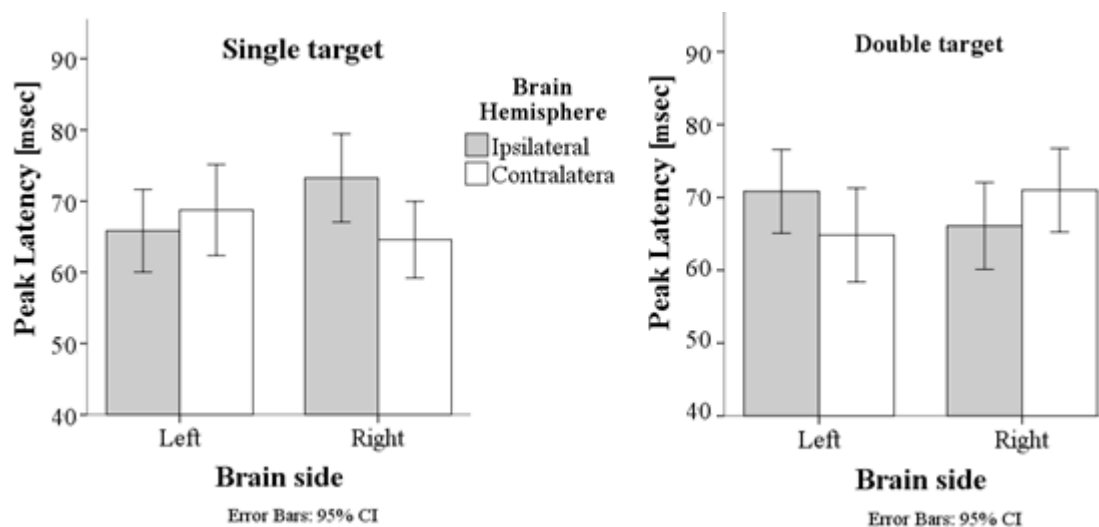 Single target
Peak Latency [msec]
90
80
70
60
50
40
Left
Right
Brain side
Error Bars: 95% CI
Brain
Hemisphere
Ipsilateral
Contralatera
Double target
Peak Latency [msec]
90
80
70
60
50
40
Left
Right
Brain side
Error Bars: 95% CI